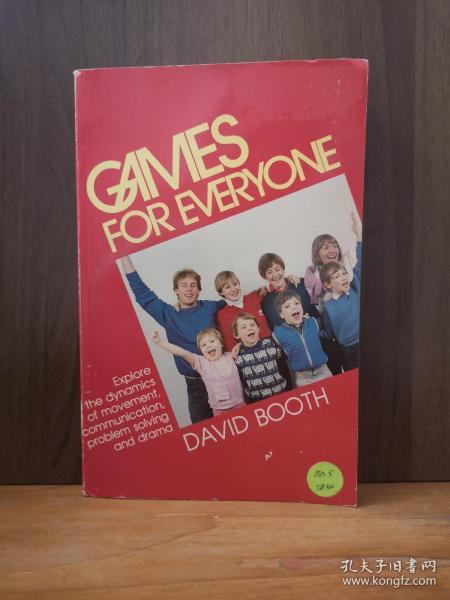 GAMES
FOR EVERYONE
Explore
the dynamics
of movement,
communication,
problem solving
and drama
DAVID BOOTH
孔夫子旧书网
www.kongfz.com